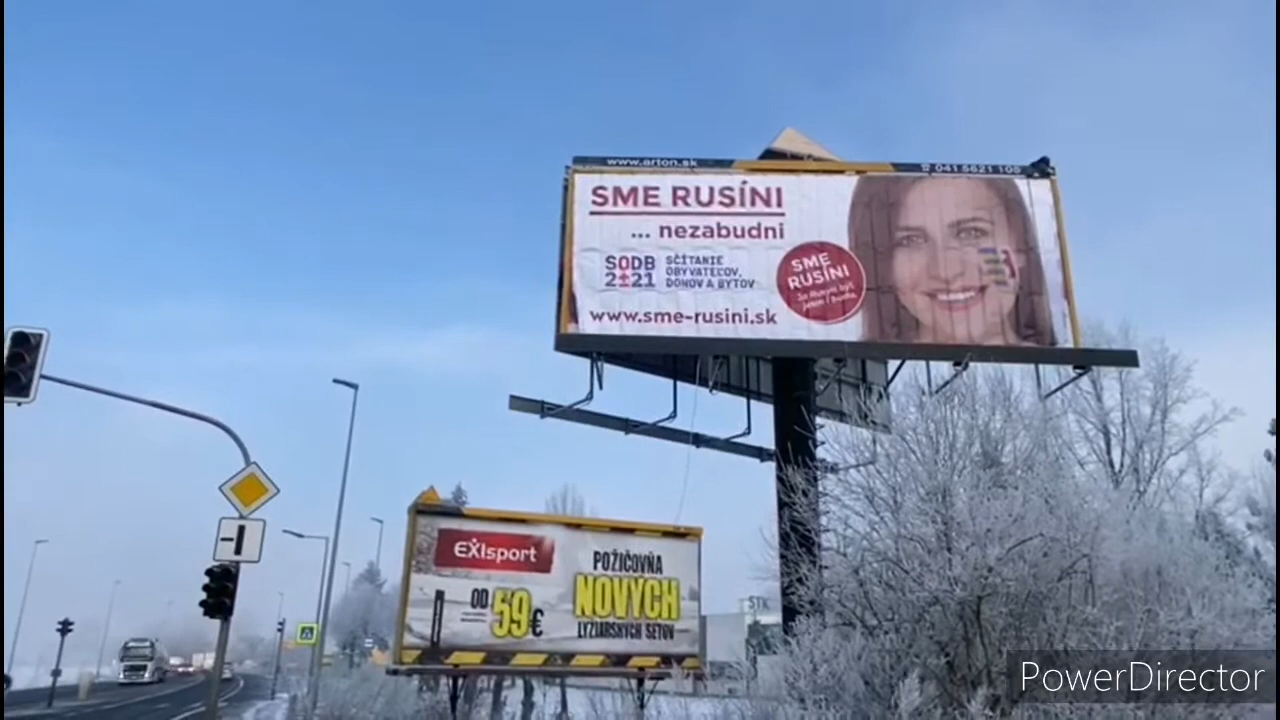 www.arton.sk
☎ 041 5621 105
SME RUSÍNI
... nezabudni
SODB
2021
SČÍTANIE
OBYVATEĽOV,
DOMOV A BYTOV
SME
RUSÍNI
www.sme-rusini.sk
EXIsport
OD 59€
POŽIČOVŇA
NOVÝCH
LYŽIARSKYCH SETOV
STK
PowerDirector